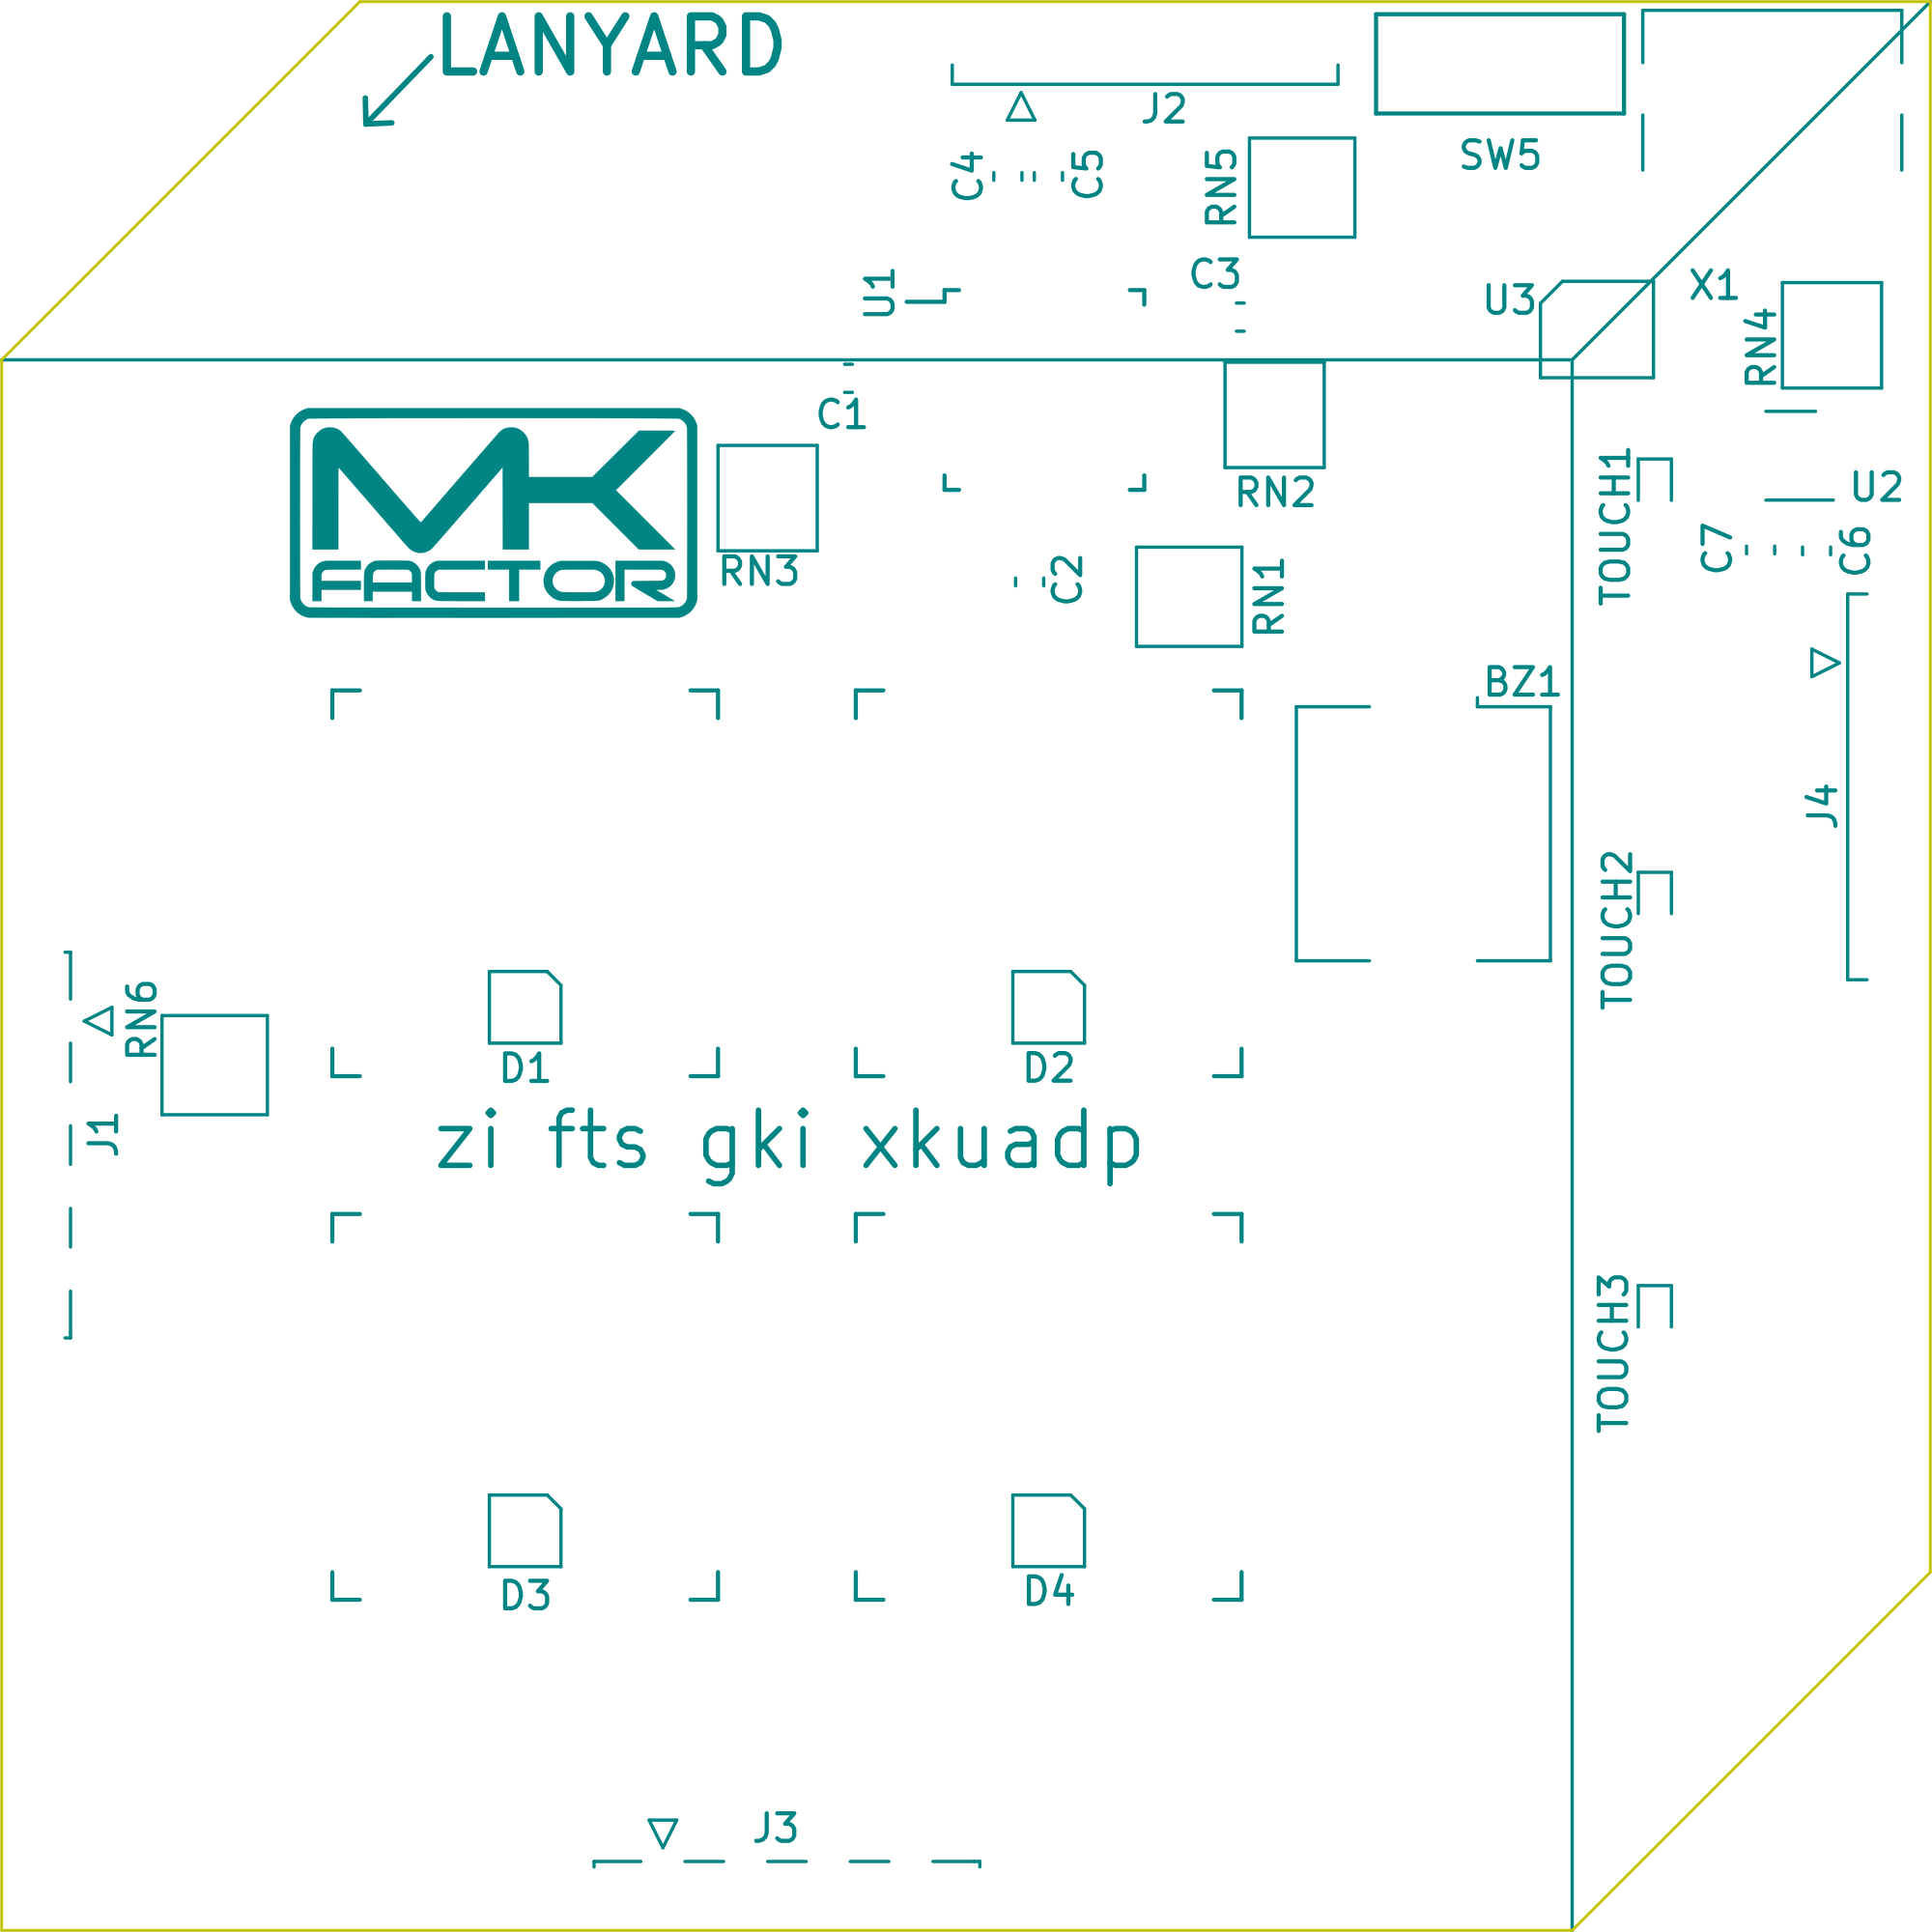 LANYARD
J2
SW5
C4
C5
RN5
C3
U1
U3
X1
RN4
C1
MK
FACTOR
RN3
RN2
TOUCH1
U2
C2
RN1
C7
C6
BZ1
J4
TOUCH2
RN6
D1
D2
J1
zi fts gki xkuadp
TOUCH3
D3
D4
J3